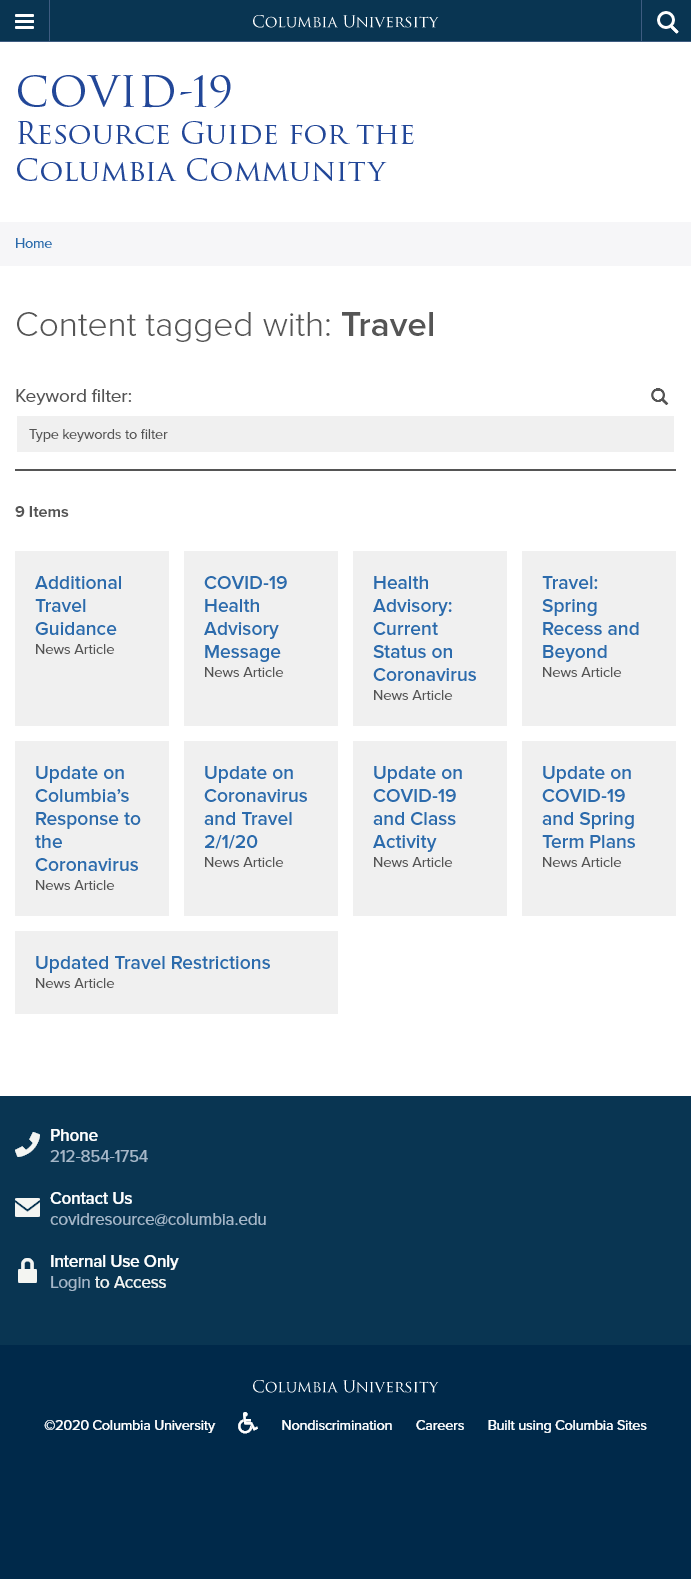 Columbia University
COVID-19
Resource Guide for the
Columbia Community
Home
Content tagged with: Travel
Keyword filter:
Type keywords to filter
9 Items
Additional
Travel
Guidance
News Article
COVID-19
Health
Advisory
Message
News Article
Health
Advisory:
Current
Status on
Coronavirus
News Article
Travel:
Spring
Recess and
Beyond
News Article
Update on
Columbia’s
Response to
the
Coronavirus
News Article
Update on
Coronavirus
and Travel
2/1/20
News Article
Update on
COVID-19
and Class
Activity
News Article
Update on
COVID-19
and Spring
Term Plans
News Article
Updated Travel Restrictions
News Article
Phone
212-854-1754
Contact Us
covidresource@columbia.edu
Internal Use Only
Login to Access
Columbia University
©2020 Columbia University Nondiscrimination Careers Built using Columbia Sites